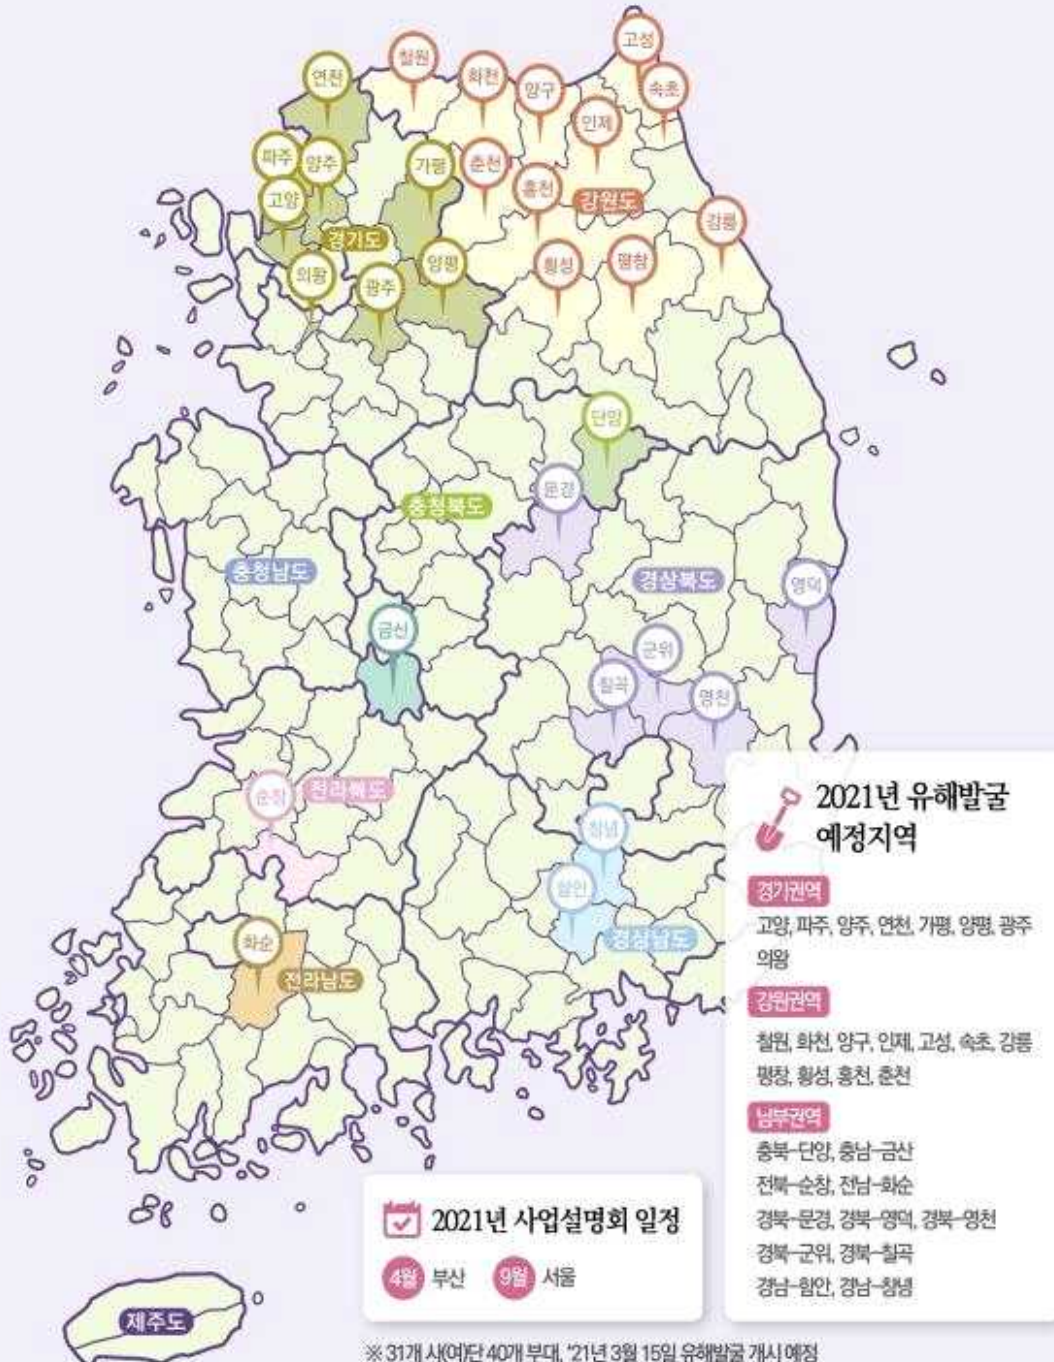 고성
철원
화천
속초
연천
양구
인제
파주
양주
가평
춘천
홍천
고양
강원도
강릉
경기도
의왕
광주
양평
횡성
평창
단양
문경
충청북도
충청남도
경상북도
영덕
금산
군위
칠곡
영천
순창
전라북도
창녕
함안
경상남도
화순
전라남도
제주도
2021년 유해발굴
예정지역
경기권역
고양, 파주, 양주, 연천, 가평, 양평, 광주
의왕
강원권역
철원, 화천, 양구, 인제, 고성, 속초, 강릉
평창, 횡성, 홍천, 춘천
남부권역
충북-단양, 충남-금산
전북-순창, 전남-화순
경북-문경, 경북-영덕, 경북-영천
경북-군위, 경북-칠곡
경남-함안, 경남-창녕
2021년 사업설명회 일정
4월 부산 9월 서울
※ 31개 사(여)단 40개 부대, '21년 3월 15일 유해발굴 개시 예정